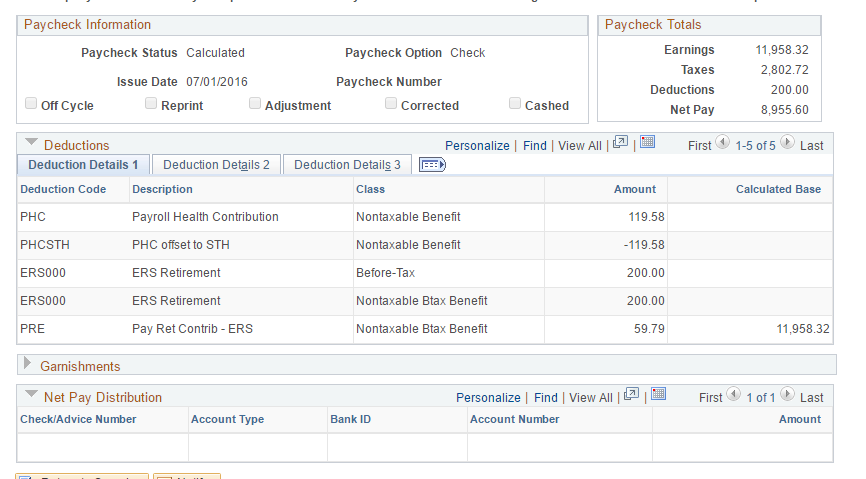 Paycheck Information
Paycheck Status Calculated Paycheck Option Check
Issue Date 07/01/2016 Paycheck Number
Off Cycle Reprint Adjustment Corrected Cashed
Paycheck Totals
Earnings 11,958.32
Taxes 2,802.72
Deductions 200.00
Net Pay 8,955.60
Deductions Personalize | Find | View All | | First 1-5 of 5 Last
Deduction Details 1 Deduction Details 2 Deduction Details 3
Deduction Code Description Class Amount Calculated Base
PHC Payroll Health Contribution Nontaxable Benefit 119.58
PHCSTH PHC offset to STH Nontaxable Benefit -119.58
ERS000 ERS Retirement Before-Tax 200.00
ERS000 ERS Retirement Nontaxable Btax Benefit 200.00
PRE Pay Ret Contrib - ERS Nontaxable Btax Benefit 59.79 11,958.32
Garnishments
Net Pay Distribution Personalize | Find | View All | | First 1 of 1 Last
Check/Advice Number Account Type Bank ID Account Number Amount